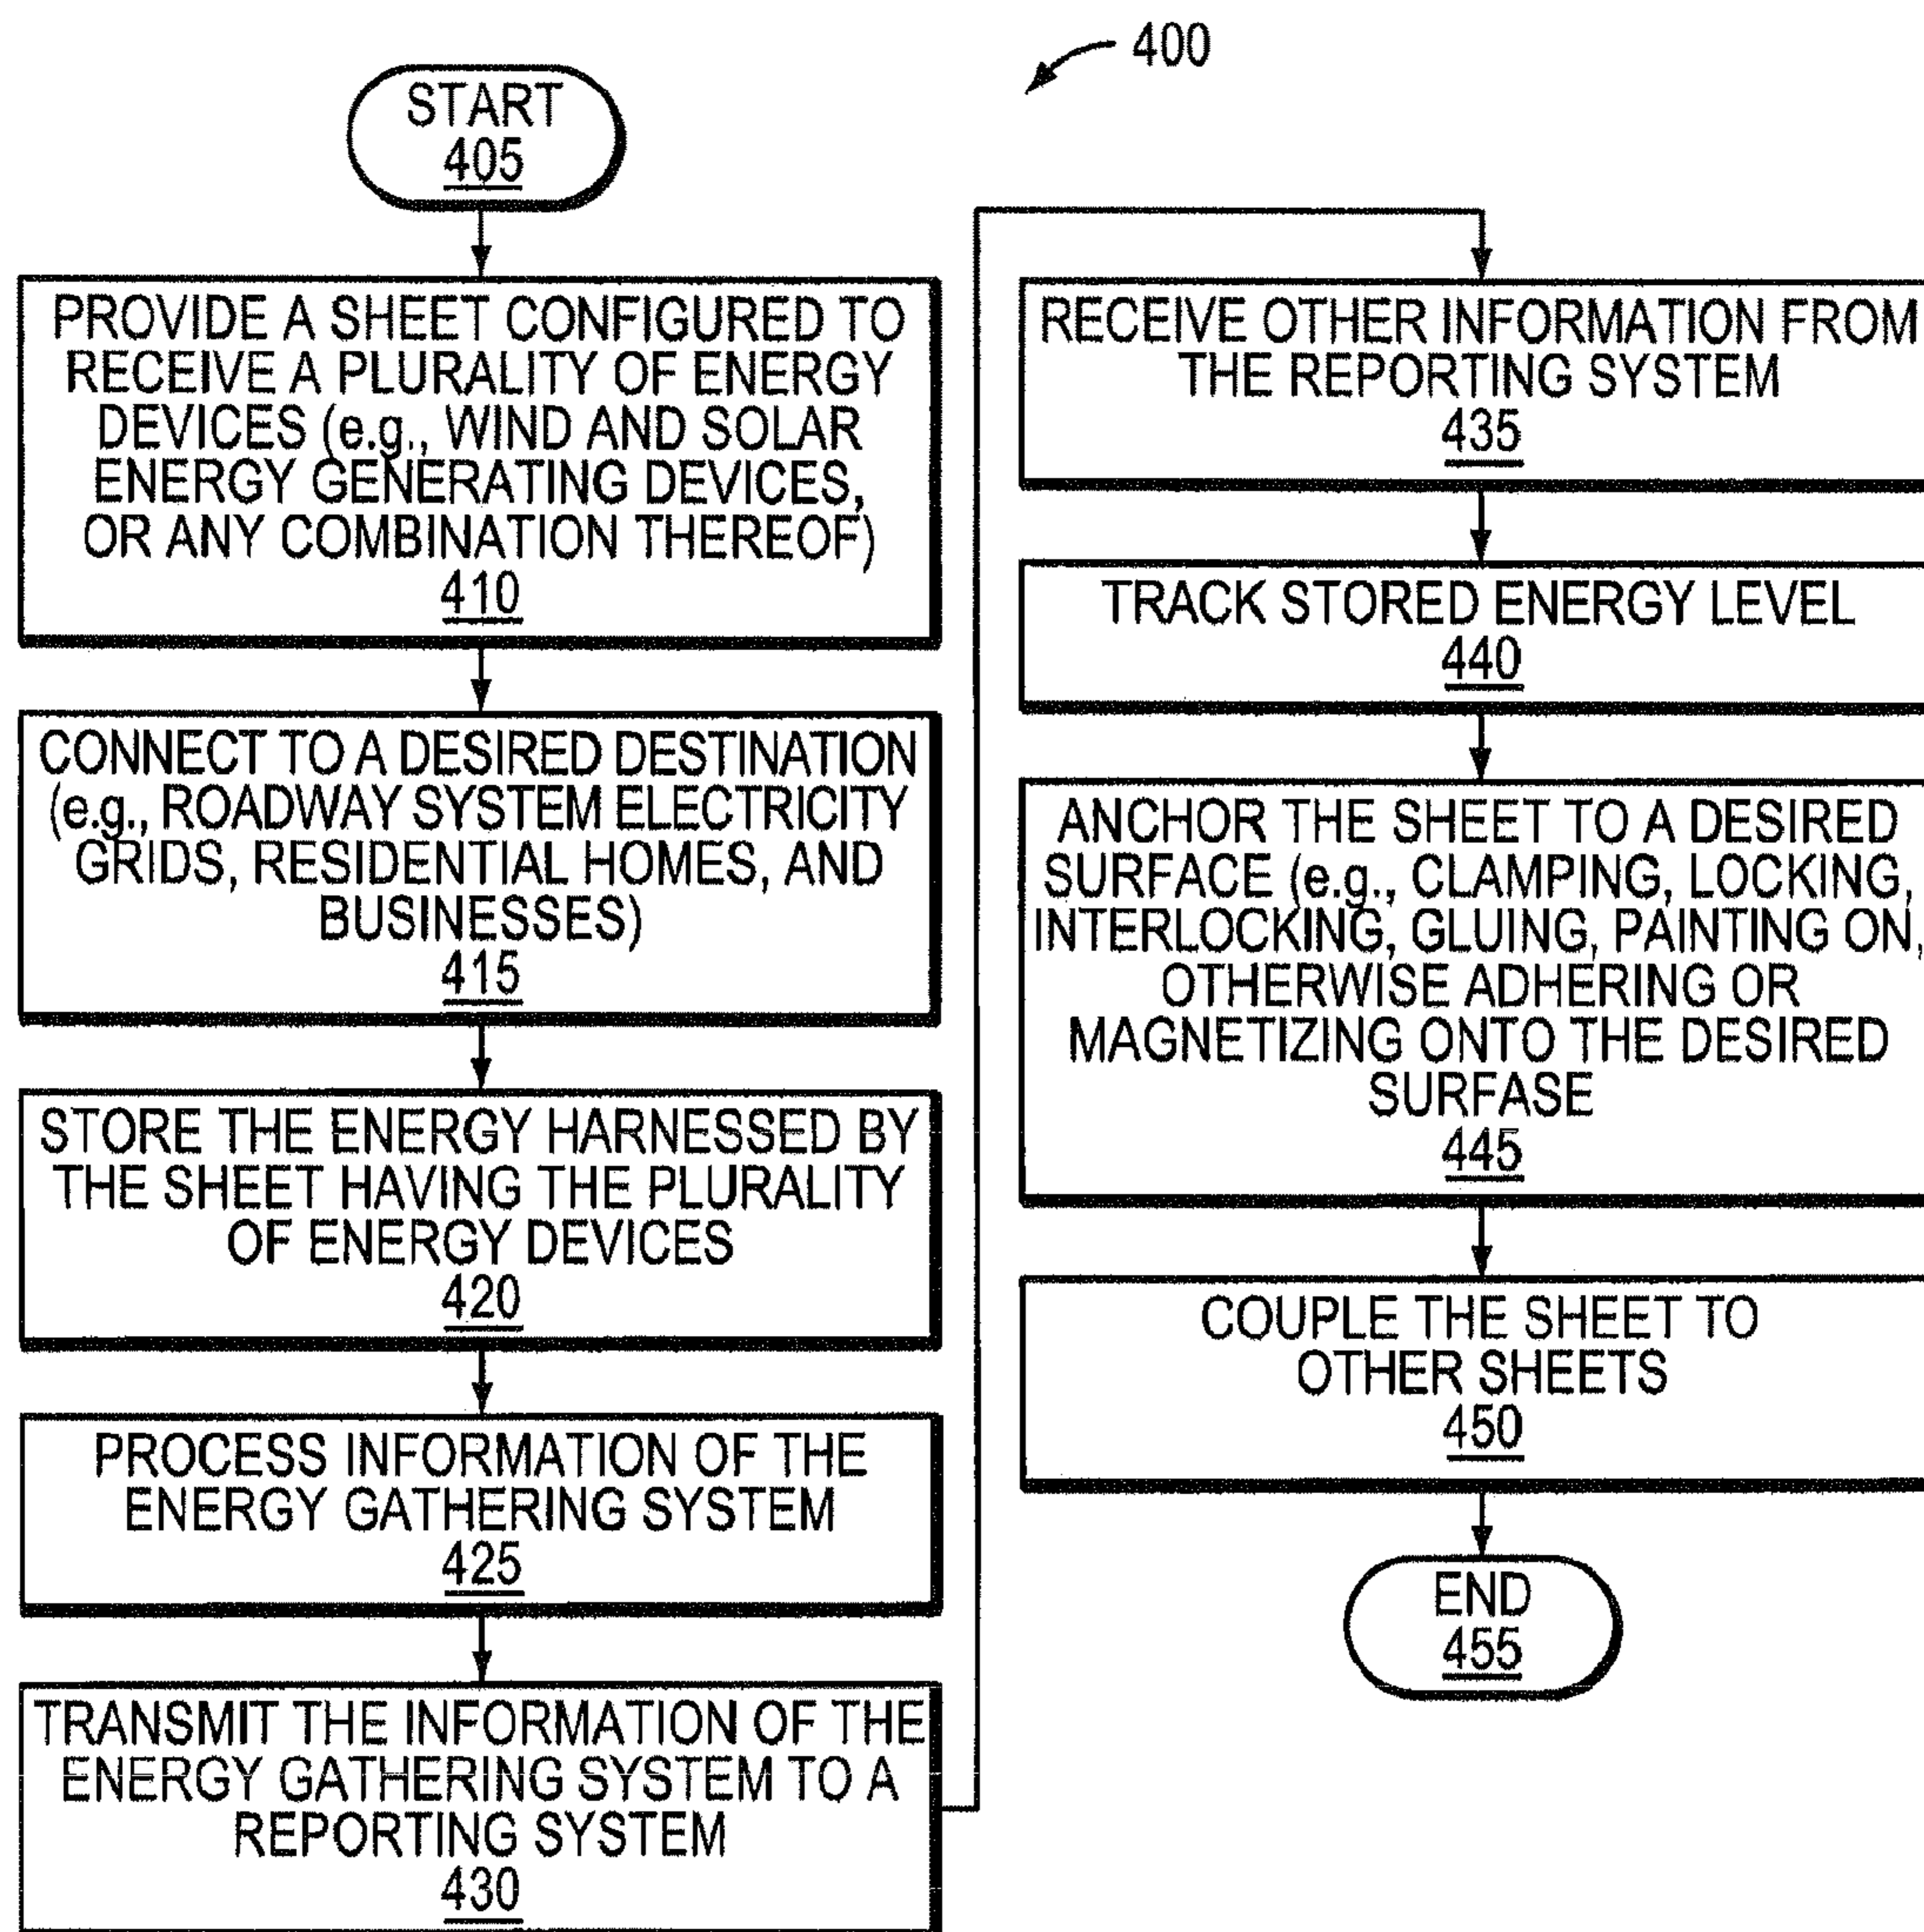 400
START
405
PROVIDE A SHEET CONFIGURED TO
RECEIVE A PLURALITY OF ENERGY
DEVICES (e.g., WIND AND SOLAR
ENERGY GENERATING DEVICES,
OR ANY COMBINATION THEREOF)
410
CONNECT TO A DESIRED DESTINATION
(e.g., ROADWAY SYSTEM ELECTRICITY
GRIDS, RESIDENTIAL HOMES, AND
BUSINESSES)
415
STORE THE ENERGY HARNESSED BY
THE SHEET HAVING THE PLURALITY
OF ENERGY DEVICES
420
PROCESS INFORMATION OF THE
ENERGY GATHERING SYSTEM
425
TRANSMIT THE INFORMATION OF THE
ENERGY GATHERING SYSTEM TO A
REPORTING SYSTEM
430
RECEIVE OTHER INFORMATION FROM
THE REPORTING SYSTEM
435
TRACK STORED ENERGY LEVEL
440
ANCHOR THE SHEET TO A DESIRED
SURFACE (e.g., CLAMPING, LOCKING,
INTERLOCKING, GLUING, PAINTING ON,
OTHERWISE ADHERING OR
MAGNETIZING ONTO THE DESIRED
SURFASE
445
COUPLE THE SHEET TO
OTHER SHEETS
450
END
455